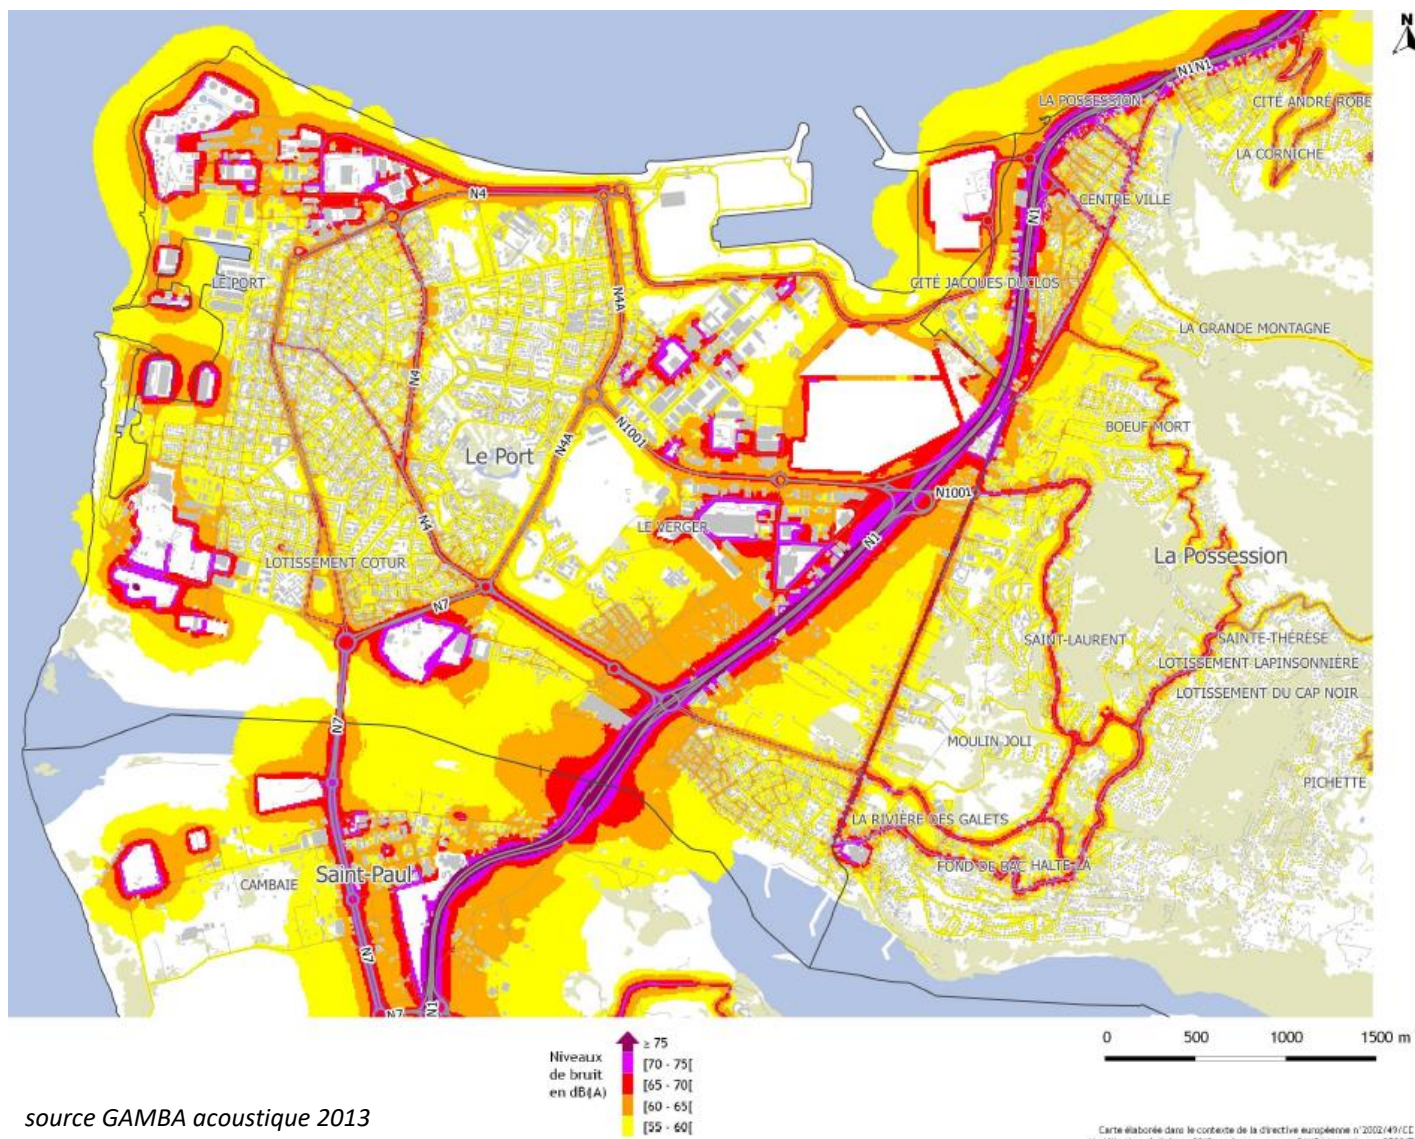 N
N1 N1
LA POSSESSION
CITÉ ANDRÉ ROBE
LA CORNICHE
N4
CENTRE VILLE
N1
LE PORT
CITÉ JACQUES DUCLOS
N4A
LA GRANDE MONTAGNE
N4
BOEUF MORT
N1001
N4A
Le Port
N1001
N4
LE VERGER
N1
La Possession
LOTISSEMENT COTUR
N7
SAINT-LAURENT
SAINTE-THÉRÈSE
LOTISSEMENT LAPINSONNIÈRE
LOTISSEMENT DU CAP NOIR
N7
MOULIN JOLI
PICHETTE
LA RIVIÈRE DES GALETS
FOND DE BAC
HALTE-LA
Saint-Paul
CAMBAIE
N7
N7
N1
0 500 1000 1500 m
Niveaux
de bruit
en dB(A)
≥ 75
[70 - 75[
[65 - 70[
[60 - 65[
[55 - 60[
source GAMBA acoustique 2013
Carte élaborée dans le contexte de la directive européenne n°2002/49/CE